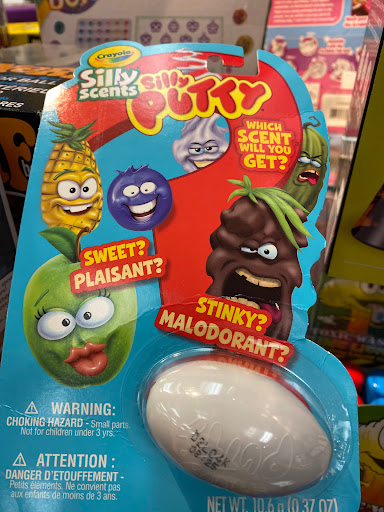 Crayola
Silly
Scents
Silly
PUTTY
WHICH
SCENT
WILL YOU
GET?
SWEET?
PLAISANT?
STINKY?
MALODORANT?
WARNING:
CHOKING HAZARD - Small parts.
Not for children under 3 yrs.
ATTENTION :
DANGER D'ÉTOUFFEMENT -
Petits éléments. Ne convient pas
aux enfants de moins de 3 ans.
NET WT. 10.6 g (0.37 OZ)